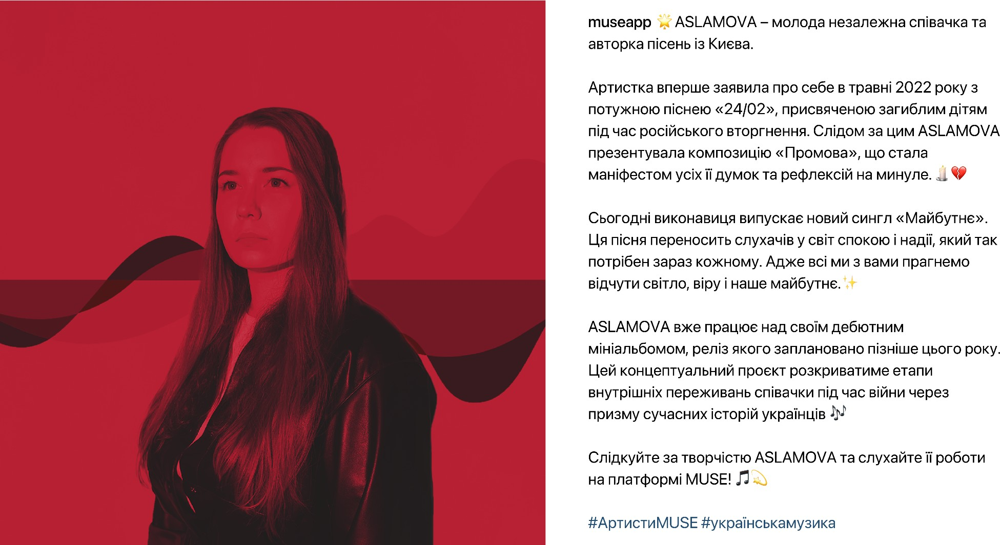 museapp 🌟 ASLAMOVA – молода незалежна співачка та
авторка пісень із Києва.
Артистка вперше заявила про себе в травні 2022 року з
потужною піснею «24/02», присвяченою загиблим дітям
під час російського вторгнення. Слідом за цим ASLAMOVA
презентувала композицію «Промова», що стала
маніфестом усіх її думок та рефлексій на минуле. 🕯️💔
Сьогодні виконавиця випускає новий сингл «Майбутнє».
Ця пісня переносить слухачів у світ спокою і надії, який так
потрібен зараз кожному. Адже всі ми з вами прагнемо
відчути світло, віру і наше майбутнє.✨
ASLAMOVA вже працює над своїм дебютним
мініальбомом, реліз якого заплановано пізніше цього року.
Цей концептуальний проєкт розкриватиме етапи
внутрішніх переживань співачки під час війни через
призму сучасних історій українців 🎶
Слідкуйте за творчістю ASLAMOVA та слухайте її роботи
на платформі MUSE! 🎵💫
#АртистиMUSE #українськамузика